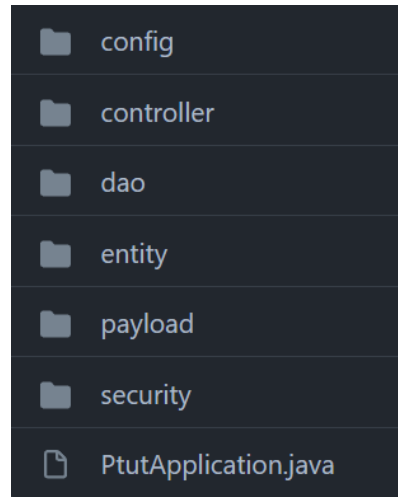 config
controller
dao
entity
payload
security
PtutApplication.java